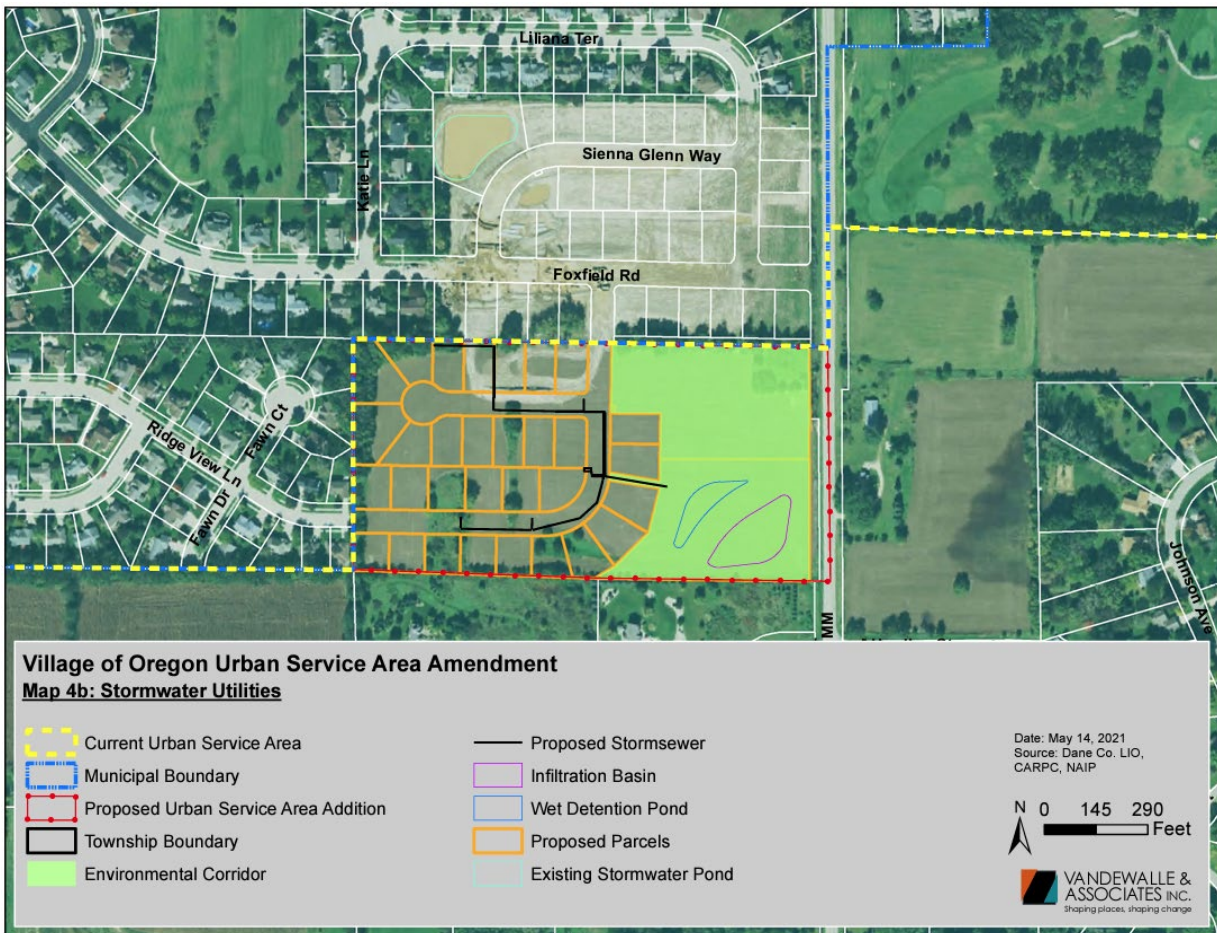 Liliana Ter
Katie Ln
Sienna Glenn Way
Foxfield Rd
Ridge View Ln
Fawn Ct
Fawn Dr
Johnson Ave
MM
Village of Oregon Urban Service Area Amendment
Map 4b: Stormwater Utilities
Current Urban Service Area
Municipal Boundary
Proposed Urban Service Area Addition
Township Boundary
Environmental Corridor
Proposed Stormsewer
Infiltration Basin
Wet Detention Pond
Proposed Parcels
Existing Stormwater Pond
Date: May 14, 2021
Source: Dane Co. LIO,
CARPC, NAIP
N
0 145 290
Feet
VANDEWALLE &
ASSOCIATES INC.
Shaping places, shaping change